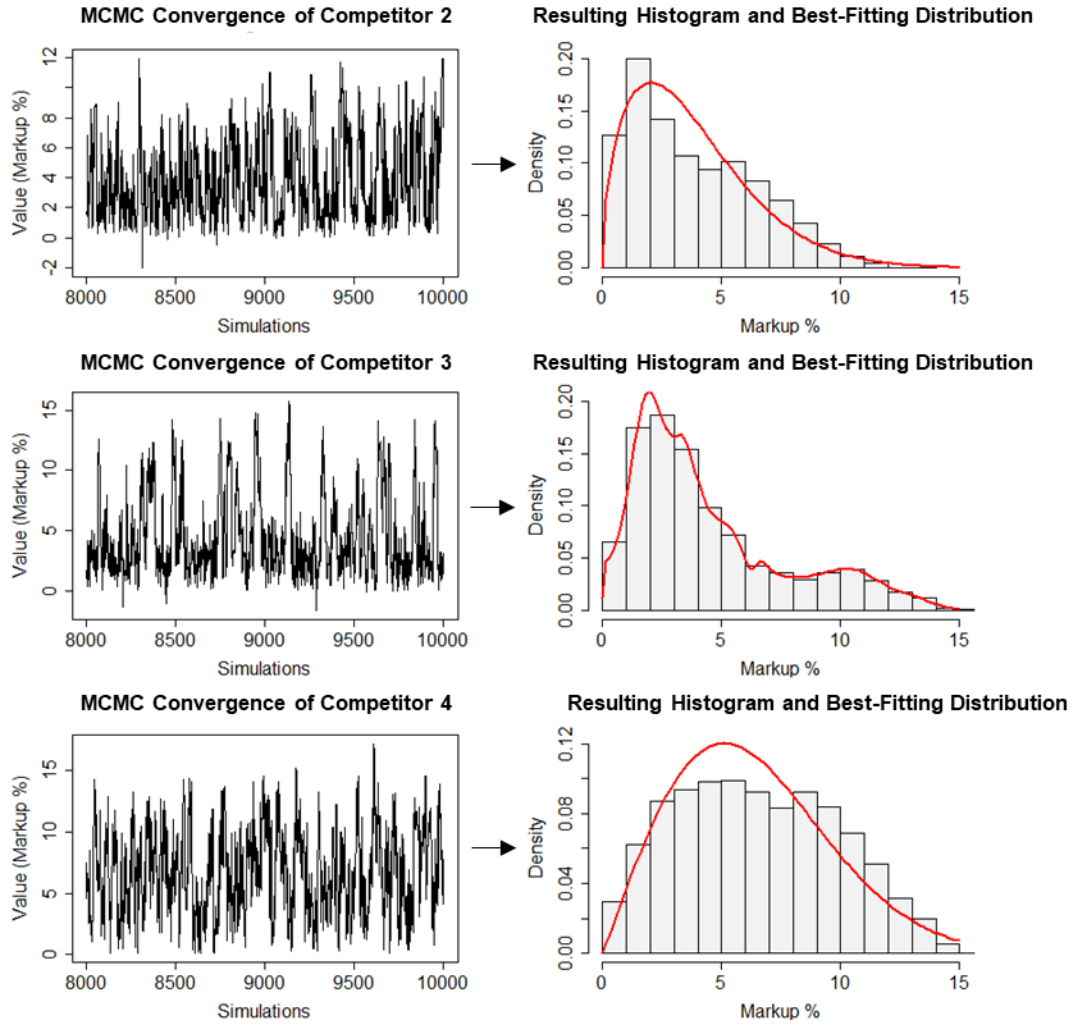 MCMC Convergence of Competitor 2
Resulting Histogram and Best-Fitting Distribution
Value (Markup %)
12
8
6
4
2
0
-2
8000 8500 9000 9500 10000
Simulations
Density
0.20
0.15
0.10
0.05
0.00
0 5 10 15
Markup %
MCMC Convergence of Competitor 3
Resulting Histogram and Best-Fitting Distribution
Value (Markup %)
15
10
5
0
8000 8500 9000 9500 10000
Simulations
Density
0.20
0.15
0.10
0.05
0.00
0 5 10 15
Markup %
MCMC Convergence of Competitor 4
Resulting Histogram and Best-Fitting Distribution
Value (Markup %)
15
10
5
0
8000 8500 9000 9500 10000
Simulations
Density
0.12
0.08
0.04
0.00
0 5 10 15
Markup %